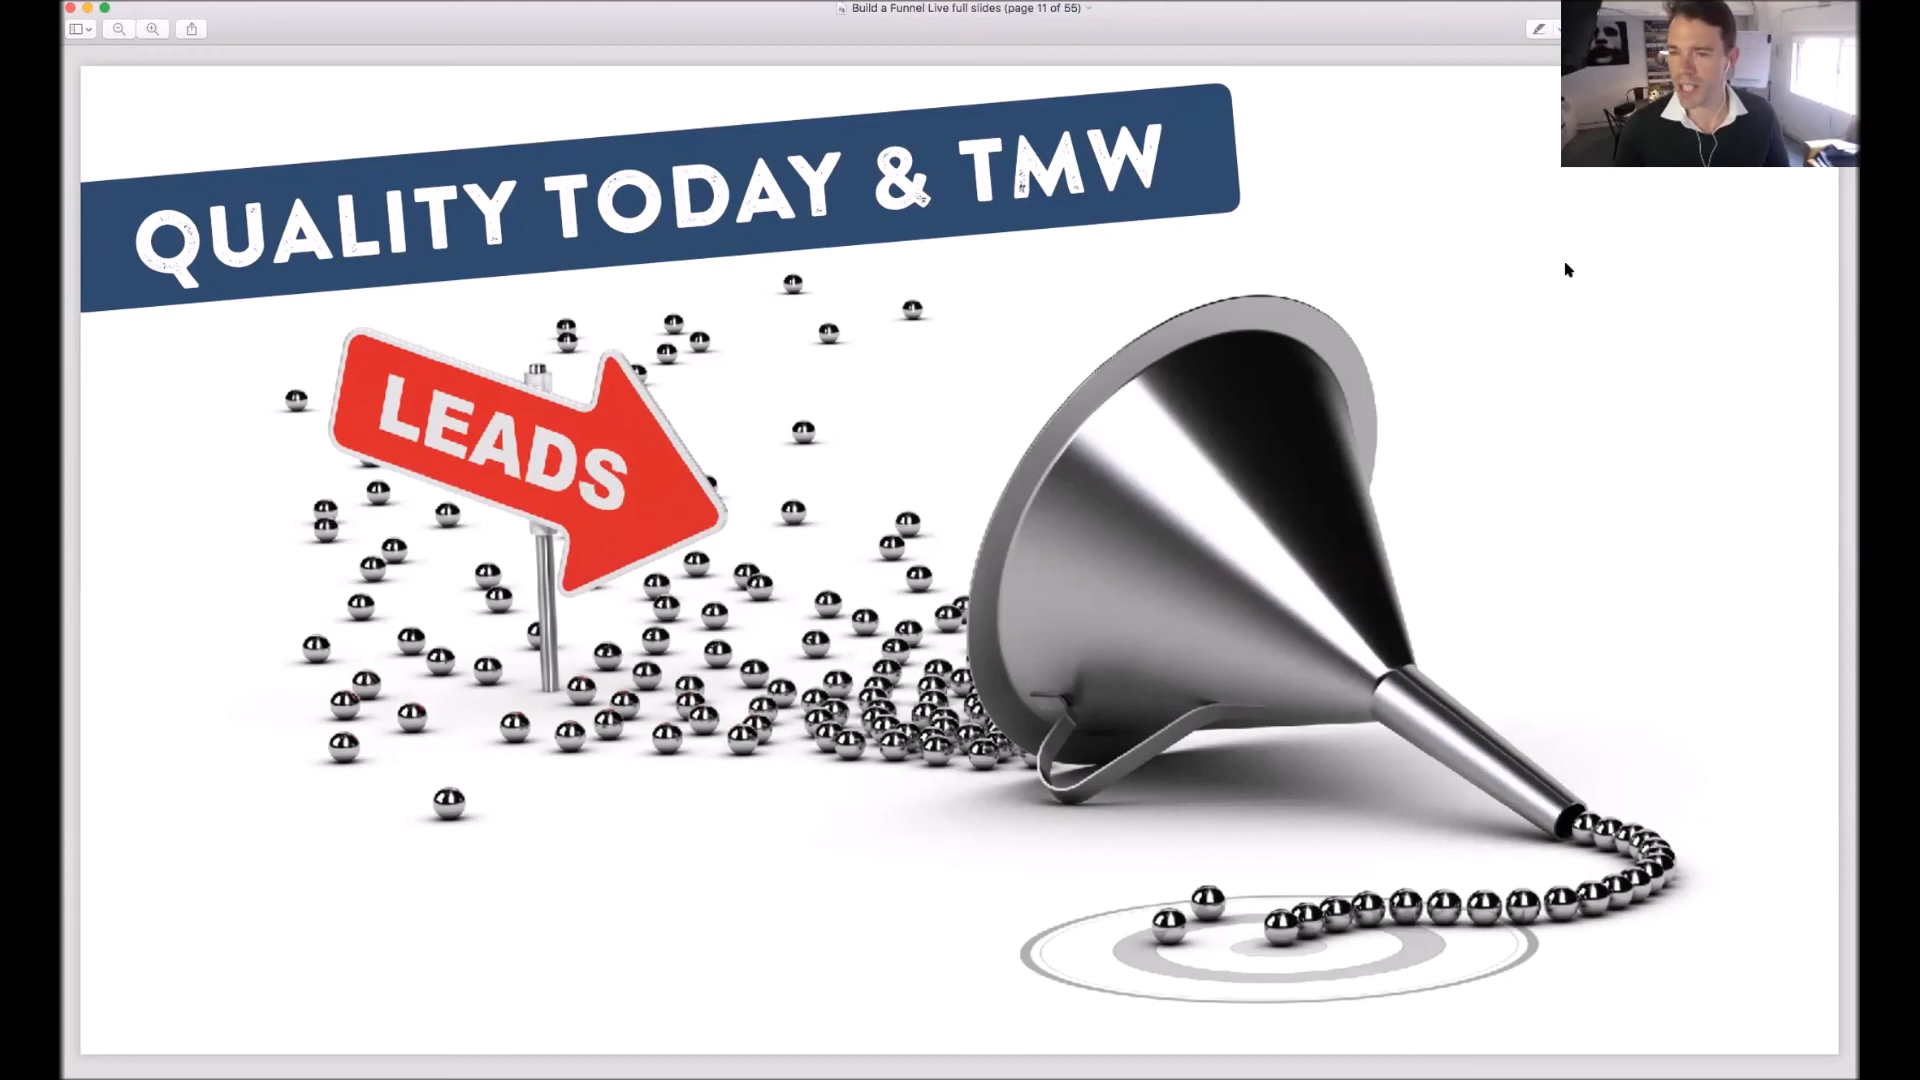 Build a Funnel Live full slides (page 11 of 55)
QUALITY TODAY & TMW
LEADS